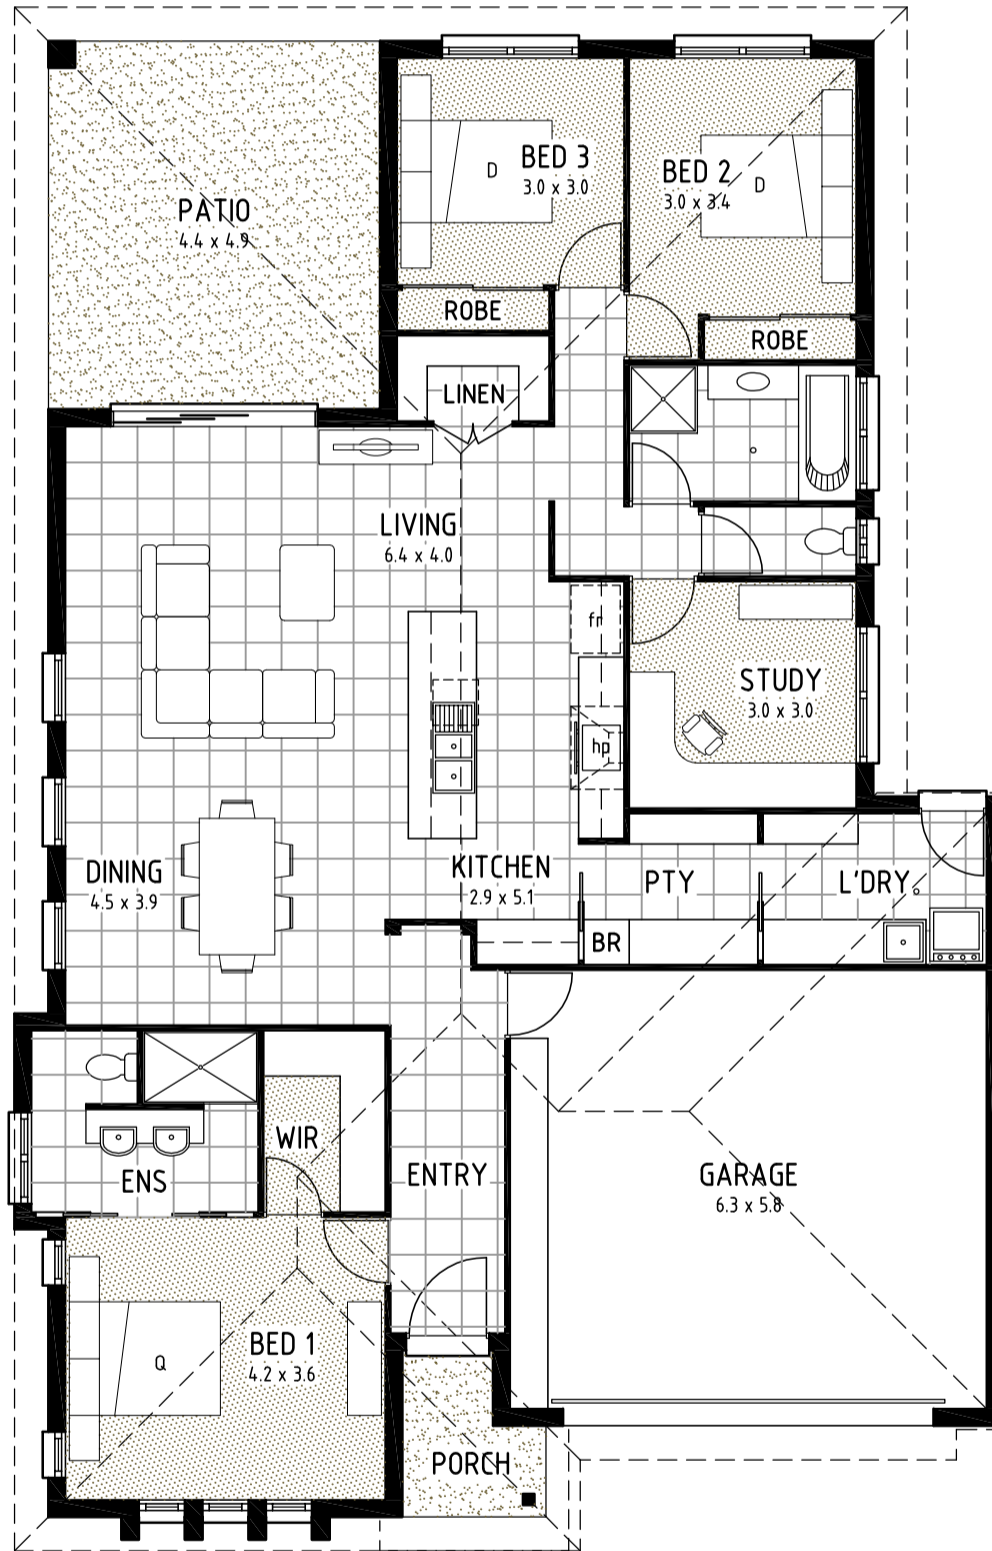 BED 3
3.0 x 3.0
D
BED 2
3.0 x 3.4
D
PATIO
4.4 x 4.9
ROBE
ROBE
LINEN
LIVING
6.4 x 4.0
fr
STUDY
3.0 x 3.0
hp
DINING
4.5 x 3.9
KITCHEN
2.9 x 5.1
PTY
L'DRY
BR
WIR
ENS
ENTRY
GARAGE
6.3 x 5.8
BED 1
4.2 x 3.6
Q
PORCH